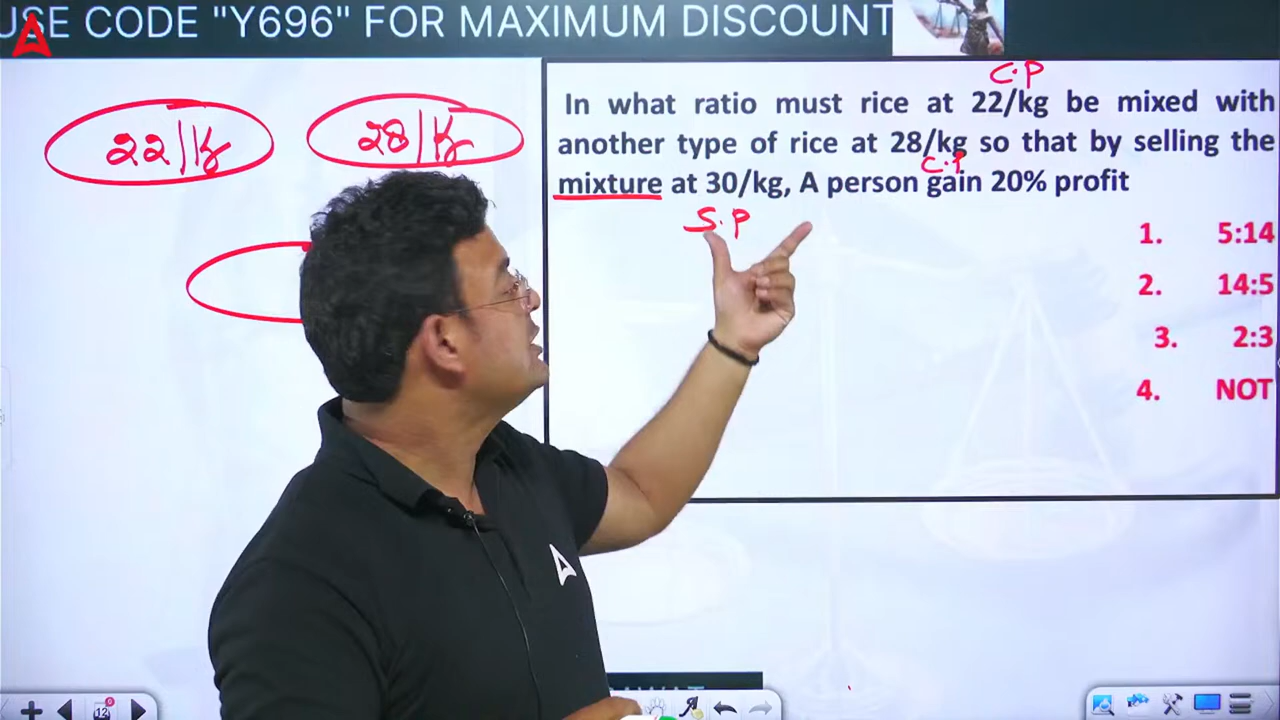 USE CODE "Y696" FOR MAXIMUM DISCOUNT
22/kg
28/kg
C.P
In what ratio must rice at 22/kg be mixed with
another type of rice at 28/kg so that by selling the
C.P
mixture at 30/kg, A person gain 20% profit
S.P
1. 5:14
2. 14:5
3. 2:3
4. NOT